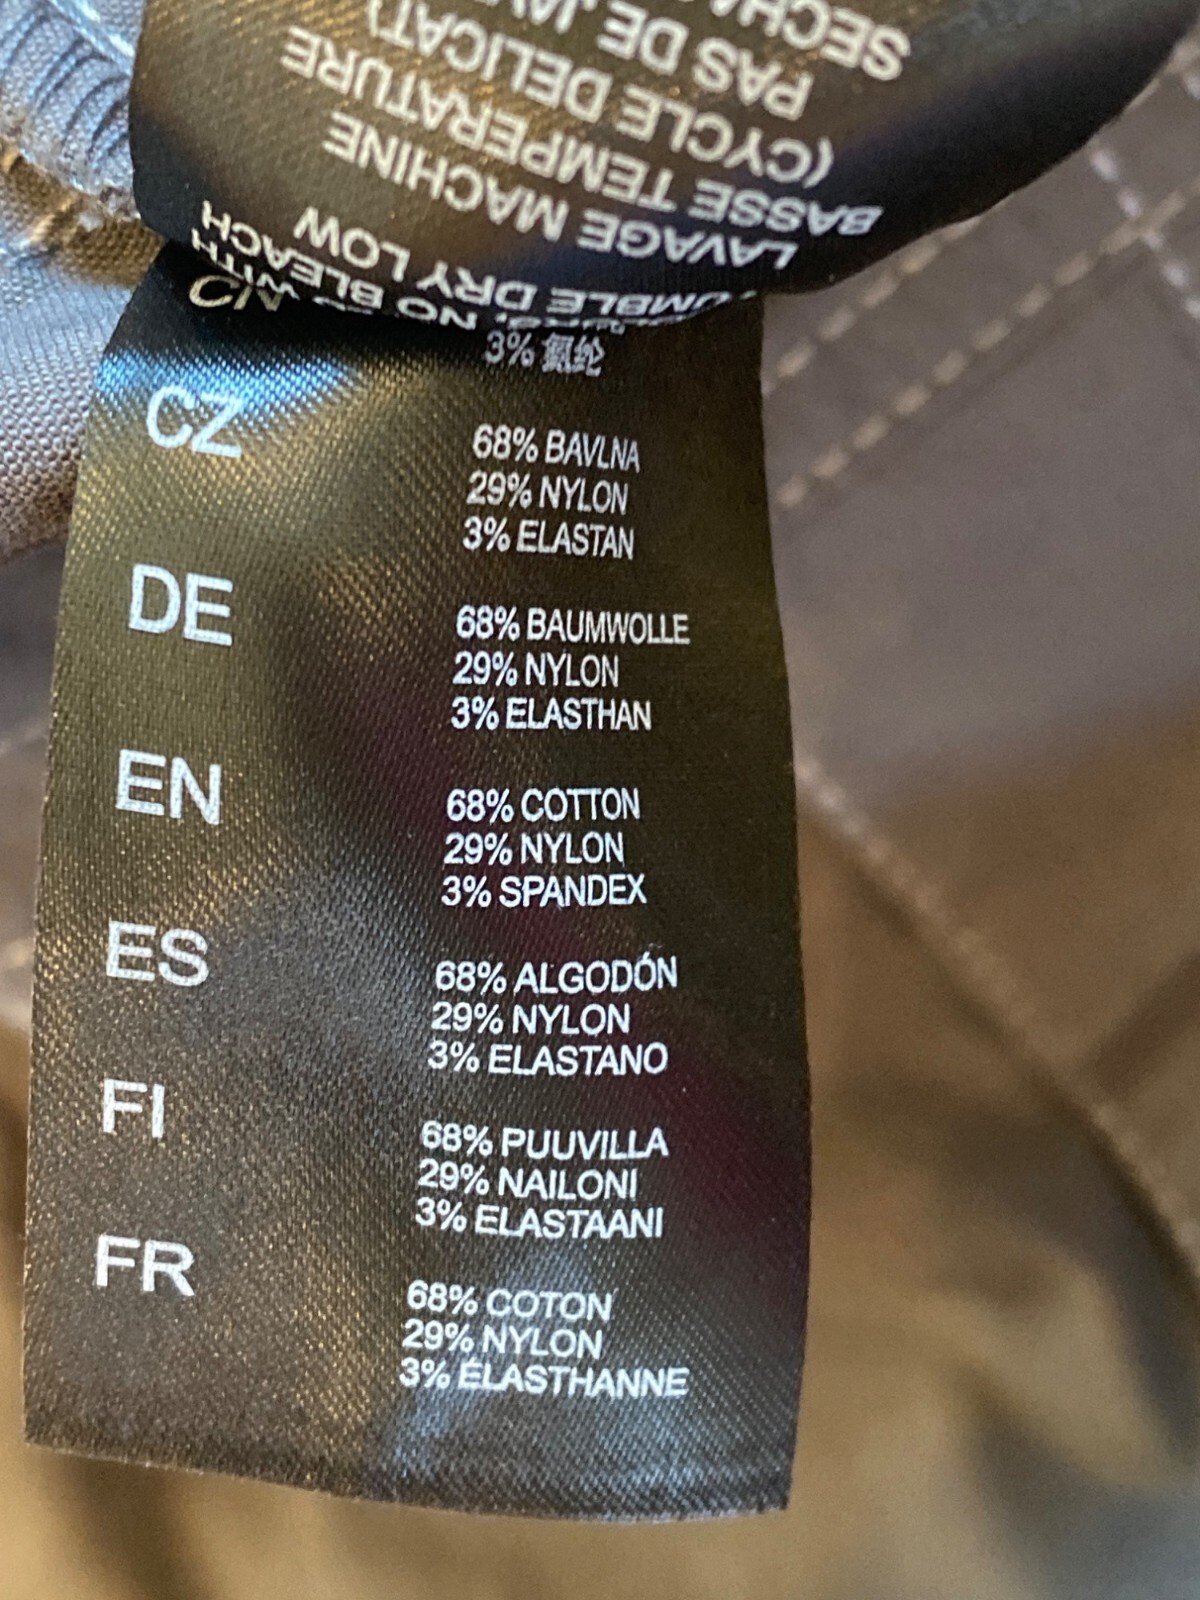 SECHA
PAS DE JAV
(CYCLE DELICAT)
BASSE TEMPERATURE
LAVAGE MACHINE
TUMBLE DRY LOW
NO BLEACH
WITH
3% 氨纶
CZ
68% BAVLNA
29% NYLON
3% ELASTAN
DE
68% BAUMWOLLE
29% NYLON
3% ELASTHAN
EN
68% COTTON
29% NYLON
3% SPANDEX
ES
68% ALGODÓN
29% NYLON
3% ELASTANO
FI
68% PUUVILLA
29% NAILONI
3% ELASTAANI
FR
68% COTON
29% NYLON
3% ÉLASTHANNE